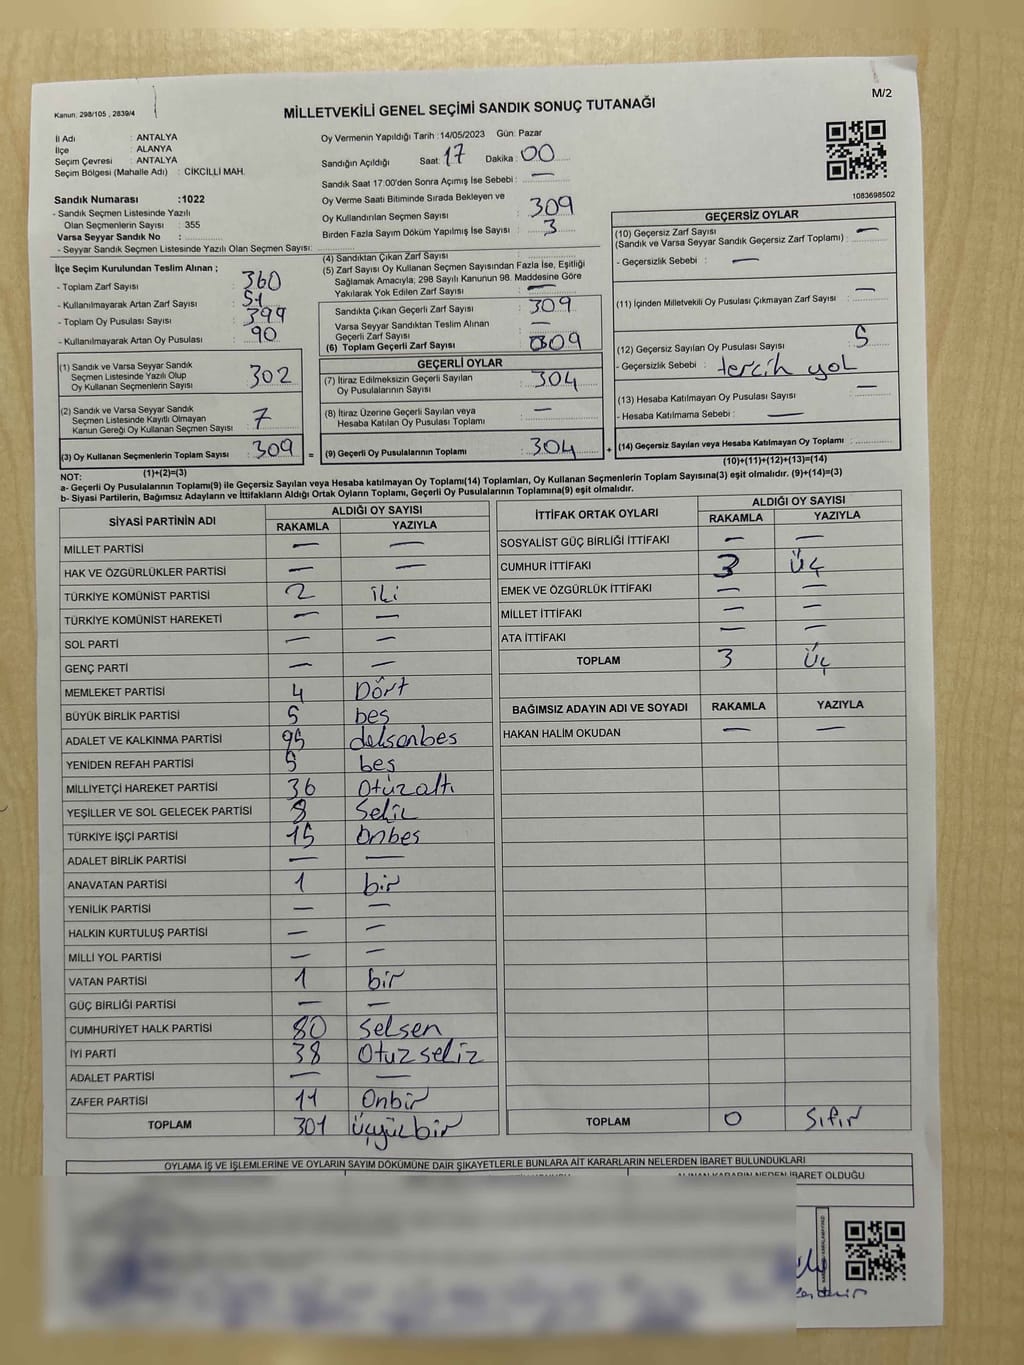 M/2
Kanun. 298/105 , 2839/4
MİLLETVEKİLİ GENEL SEÇİMİ SANDIK SONUÇ TUTANAĞI
İl Adı : ANTALYA
İlçe : ALANYA
Seçim Çevresi : ANTALYA
Seçim Bölgesi (Mahalle Adı) : CİKCİLLİ MAH.
Oy Vermenin Yapıldığı Tarih :14/05/2023 Gün: Pazar
Sandığın Açıldığı Saat: 17 Dakika : 00
Sandık Saat 17:00'den Sonra Açımış İse Sebebi : —
Sandık Numarası :1022
- Sandık Seçmen Listesinde Yazılı
Olan Seçmenlerin Sayısı : 355
Varsa Seyyar Sandık No :
- Seyyar Sandık Seçmen Listesinde Yazılı Olan Seçmen Sayısı:
Oy Verme Saati Bitiminde Sırada Bekleyen ve
Oy Kullandırılan Seçmen Sayısı : 309
Birden Fazla Sayım Döküm Yapılmış İse Sayısı : 3
1083698502
İlçe Seçim Kurulundan Teslim Alınan ;
- Toplam Zarf Sayısı : 360
- Kullanılmayarak Artan Zarf Sayısı : 51
- Toplam Oy Pusulası Sayısı : 399
- Kullanılmayarak Artan Oy Pusulası : 90
(1) Sandık ve Varsa Seyyar Sandık
Seçmen Listesinde Yazılı Olup
Oy Kullanan Seçmenlerin Sayısı : 302
(2) Sandık ve Varsa Seyyar Sandık
Seçmen Listesinde Kayıtlı Olmayan
Kanun Gereği Oy Kullanan Seçmen Sayısı : 7
(3) Oy Kullanan Seçmenlerin Toplam Sayısı : 309 =
(1)+(2)=(3)
(4) Sandıktan Çıkan Zarf Sayısı :
(5) Zarf Sayısı Oy Kullanan Seçmen Sayısından Fazla İse, Eşitliği
Sağlamak Amacıyla; 298 Sayılı Kanunun 98. Maddesine Göre
Yakılarak Yok Edilen Zarf Sayısı : —
Sandıkta Çıkan Geçerli Zarf Sayısı : 309
Varsa Seyyar Sandıktan Teslim Alınan
Geçerli Zarf Sayısı : —
(6) Toplam Geçerli Zarf Sayısı : 309
GEÇERLİ OYLAR
(7) İtiraz Edilmeksizin Geçerli Sayılan
Oy Pusulalarının Sayısı : 304
(8) İtiraz Üzerine Geçerli Sayılan veya
Hesaba Katılan Oy Pusulası Toplamı : —
(9) Geçerli Oy Pusulalarının Toplamı : 304 +
GEÇERSİZ OYLAR
(10) Geçersiz Zarf Sayısı
(Sandık ve Varsa Seyyar Sandık Geçersiz Zarf Toplamı) : —
- Geçersizlik Sebebi : —
(11) İçinden Milletvekili Oy Pusulası Çıkmayan Zarf Sayısı : —
(12) Geçersiz Sayılan Oy Pusulası Sayısı : 5
- Geçersizlik Sebebi : tercih yok
(13) Hesaba Katılmayan Oy Pusulası Sayısı : —
- Hesaba Katılmama Sebebi : —
(14) Geçersiz Sayılan veya Hesaba Katılmayan Oy Toplamı :
(10)+(11)+(12)+(13)=(14)
NOT:
a- Geçerli Oy Pusulalarının Toplamı(9) ile Geçersiz Sayılan veya Hesaba katılmayan Oy Toplamı(14) Toplamları, Oy Kullanan Seçmenlerin Toplam Sayısına(3) eşit olmalıdır. (9)+(14)=(3)
b- Siyasi Partilerin, Bağımsız Adayların ve İttifakların Aldığı Ortak Oyların Toplamı, Geçerli Oy Pusulalarının Toplamına(9) eşit olmalıdır.
SİYASİ PARTİNİN ADI ALDIĞI OY SAYISI
RAKAMLA YAZIYLA
MİLLET PARTİSİ — —
HAK VE ÖZGÜRLÜKLER PARTİSİ — —
TÜRKİYE KOMÜNİST PARTİSİ 2 iki
TÜRKİYE KOMÜNİST HAREKETİ — —
SOL PARTİ — —
GENÇ PARTİ — —
MEMLEKET PARTİSİ 4 Dört
BÜYÜK BİRLİK PARTİSİ 5 beş
ADALET VE KALKINMA PARTİSİ 95 doksanbeş
YENİDEN REFAH PARTİSİ 5 beş
MİLLİYETÇİ HAREKET PARTİSİ 36 Otuzaltı
YEŞİLLER VE SOL GELECEK PARTİSİ 8 Sekiz
TÜRKİYE İŞÇİ PARTİSİ 15 Onbeş
ADALET BİRLİK PARTİSİ — —
ANAVATAN PARTİSİ 1 bir
YENİLİK PARTİSİ — —
HALKIN KURTULUŞ PARTİSİ — —
MİLLİ YOL PARTİSİ — —
VATAN PARTİSİ 1 bir
GÜÇ BİRLİĞİ PARTİSİ — —
CUMHURİYET HALK PARTİSİ 80 Seksen
İYİ PARTİ 38 Otuzsekiz
ADALET PARTİSİ — —
ZAFER PARTİSİ 11 Onbir
TOPLAM 301 üçyüzbir
İTTİFAK ORTAK OYLARI ALDIĞI OY SAYISI
RAKAMLA YAZIYLA
SOSYALİST GÜÇ BİRLİĞİ İTTİFAKI — —
CUMHUR İTTİFAKI 3 üç
EMEK VE ÖZGÜRLÜK İTTİFAKI — —
MİLLET İTTİFAKI — —
ATA İTTİFAKI — —
TOPLAM 3 üç
BAĞIMSIZ ADAYIN ADI VE SOYADI RAKAMLA YAZIYLA
HAKAN HALİM OKUDAN — —
TOPLAM 0 Sıfır
OYLAMA İŞ VE İŞLEMLERİNE VE OYLARIN SAYIM DÖKÜMÜNE DAİR ŞİKAYETLERLE BUNLARA AİT KARARLARIN NELERDEN İBARET BULUNDUKLARI
ALINAN KARARIN NEDEN İBARET OLDUĞU